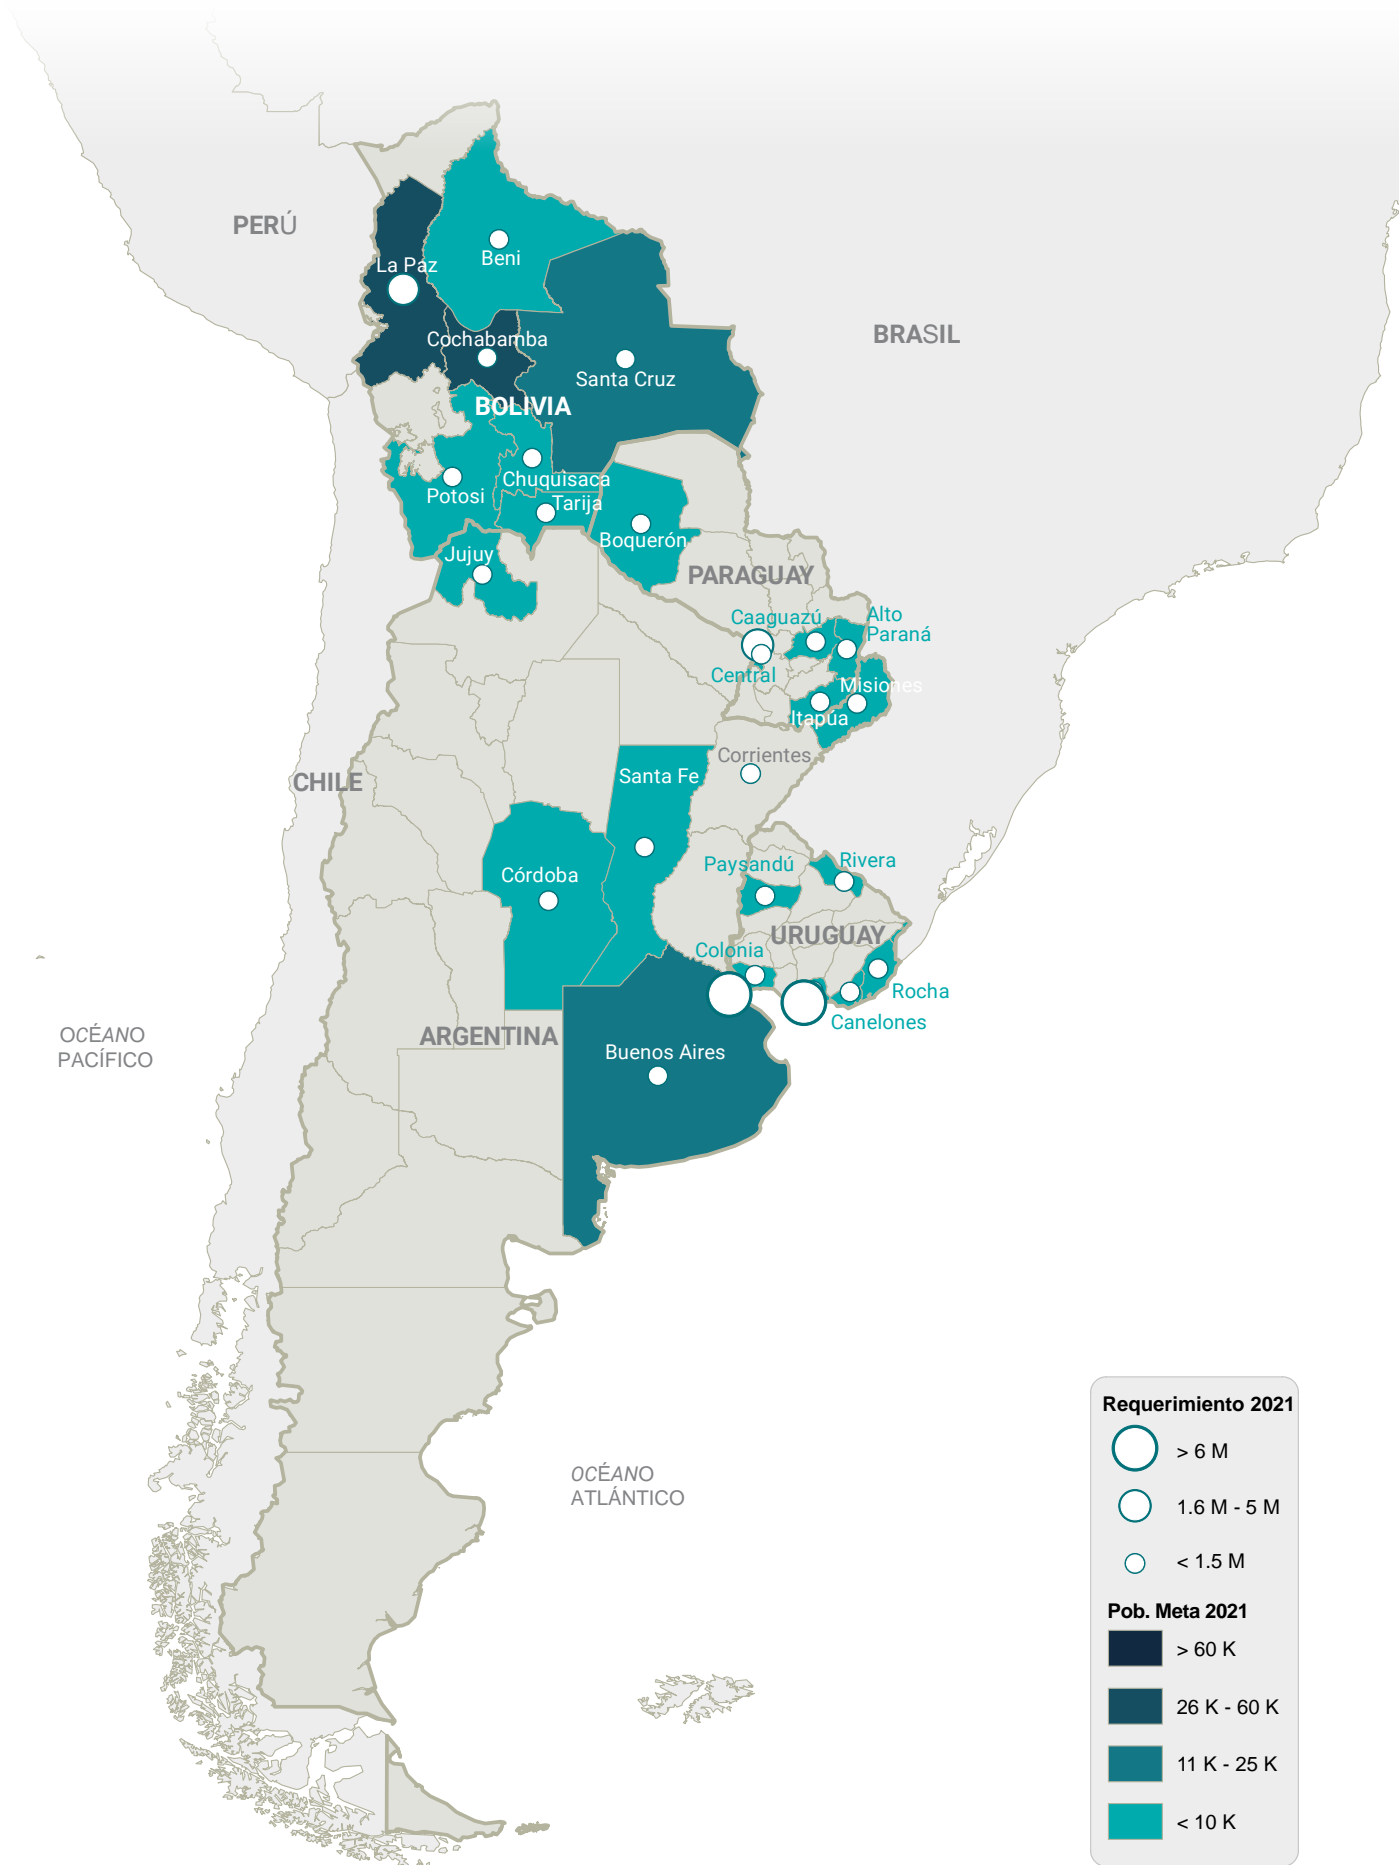 PERÚ
La Paz
Beni
BRASIL
Cochabamba
Santa Cruz
BOLIVIA
Chuquisaca
Potosi
Tarija
Boquerón
Jujuy
PARAGUAY
Caaguazú
Alto
Paraná
Central
Misiones
Itapúa
Corrientes
CHILE
Santa Fe
Córdoba
Paysandú
Rivera
URUGUAY
Colonia
Rocha
Canelones
OCÉANO
PACÍFICO
ARGENTINA
Buenos Aires
OCÉANO
ATLÁNTICO
Requerimiento 2021
> 6 M
1.6 M - 5 M
< 1.5 M
Pob. Meta 2021
> 60 K
26 K - 60 K
11 K - 25 K
< 10 K